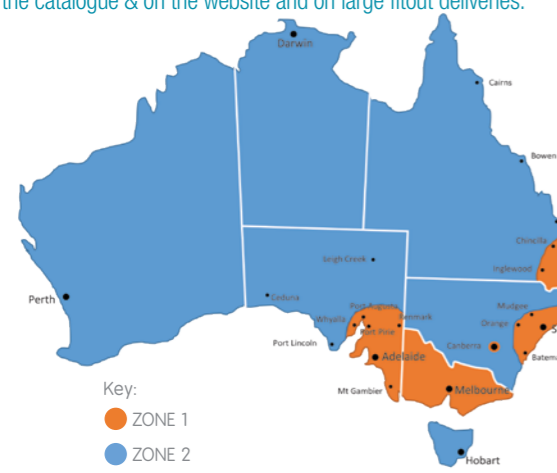 the catalogue & on the website and on large fitout deliveries.
Darwin
Cairns
Bowen
Chincilla
Leigh Creek
Inglewood
Perth
Ceduna
Port Augusta
Mudgee
Whyalla
Renmark
Orange
Port Pirie
Port Lincoln
Canberra
Adelaide
Mt Gambier
Melbourne
Key:
ZONE 1
ZONE 2
Hobart